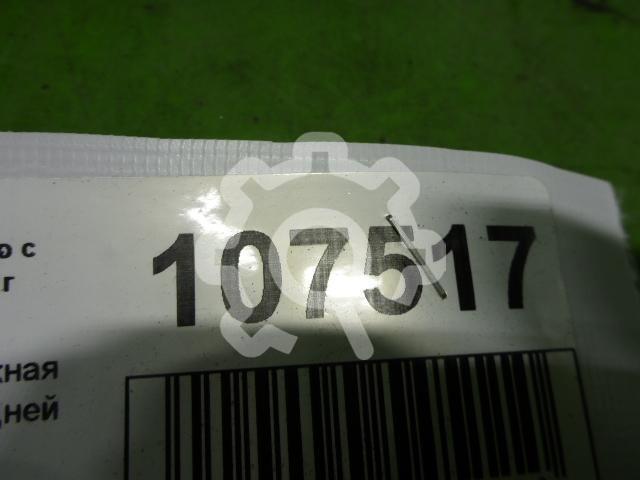 ю с
г
107517
жная
дней